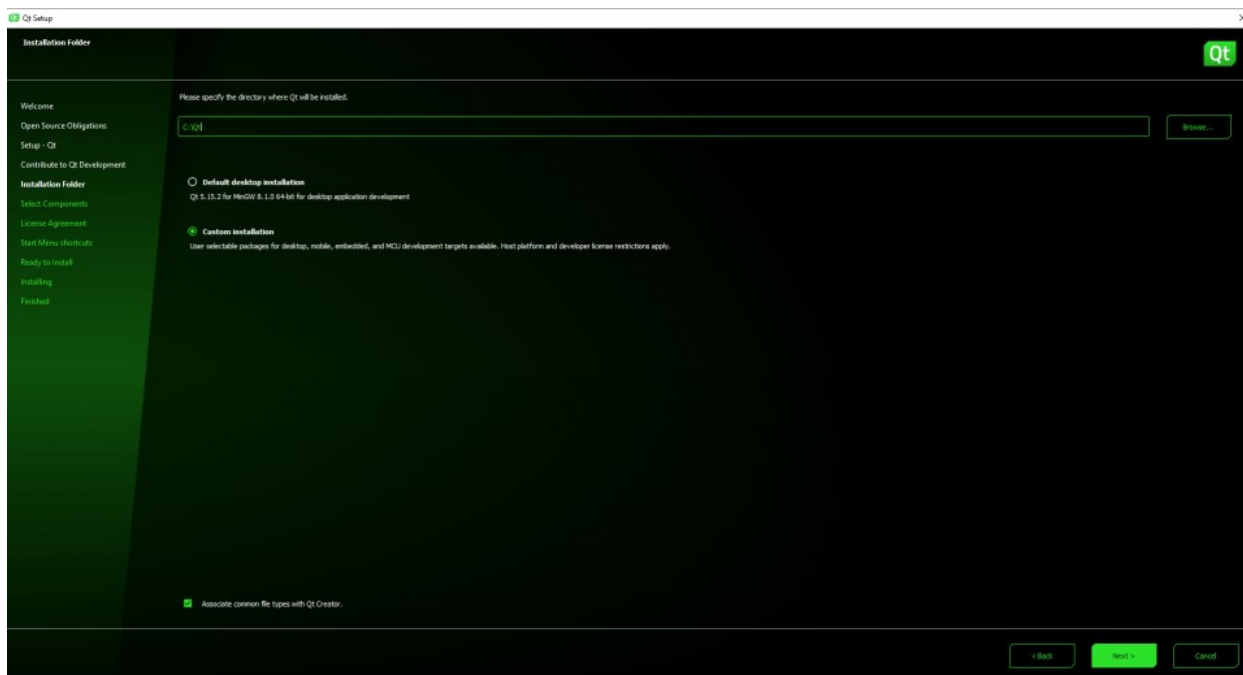 Qt Setup
Installation Folder
Qt
Welcome
Open Source Obligations
Setup - Qt
Contribute to Qt Development
Installation Folder
Select Components
License Agreement
Start Menu shortcuts
Ready to Install
Installing
Finished
Please specify the directory where Qt will be installed.
C:\Qt
Browse...
Default desktop installation
Qt 5.15.2 for MinGW 8.1.0 64-bit for desktop application development
Custom installation
User selectable packages for desktop, mobile, embedded, and MCU development targets available. Host platform and developer license restrictions apply.
Associate common file types with Qt Creator.
< Back
Next >
Cancel